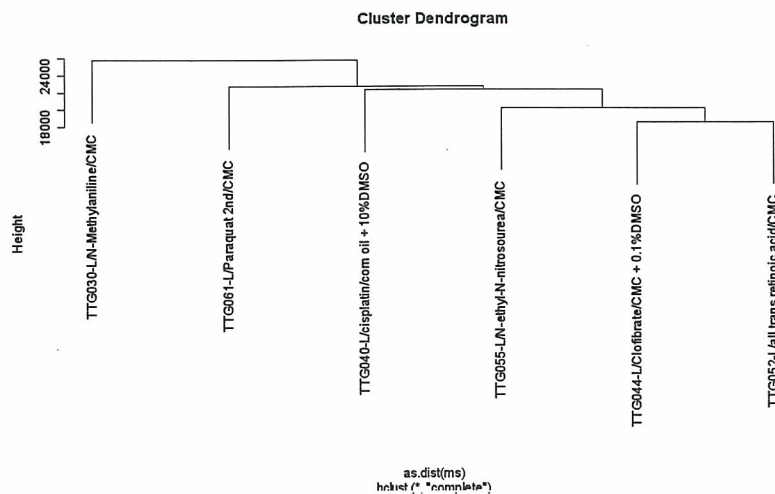 Cluster Dendrogram
Height
24000
18000
TTG030-L/N-Methylaniline/CMC
TTG061-L/Paraquat 2nd/CMC
TTG040-L/cisplatin/corn oil + 10%DMSO
TTG055-L/N-ethyl-N-nitrosourea/CMC
TTG044-L/Clofibrate/CMC + 0.1%DMSO
TTG052-L/all trans retinoic acid/CMC
as.dist(ms)
hclust (*, "complete")